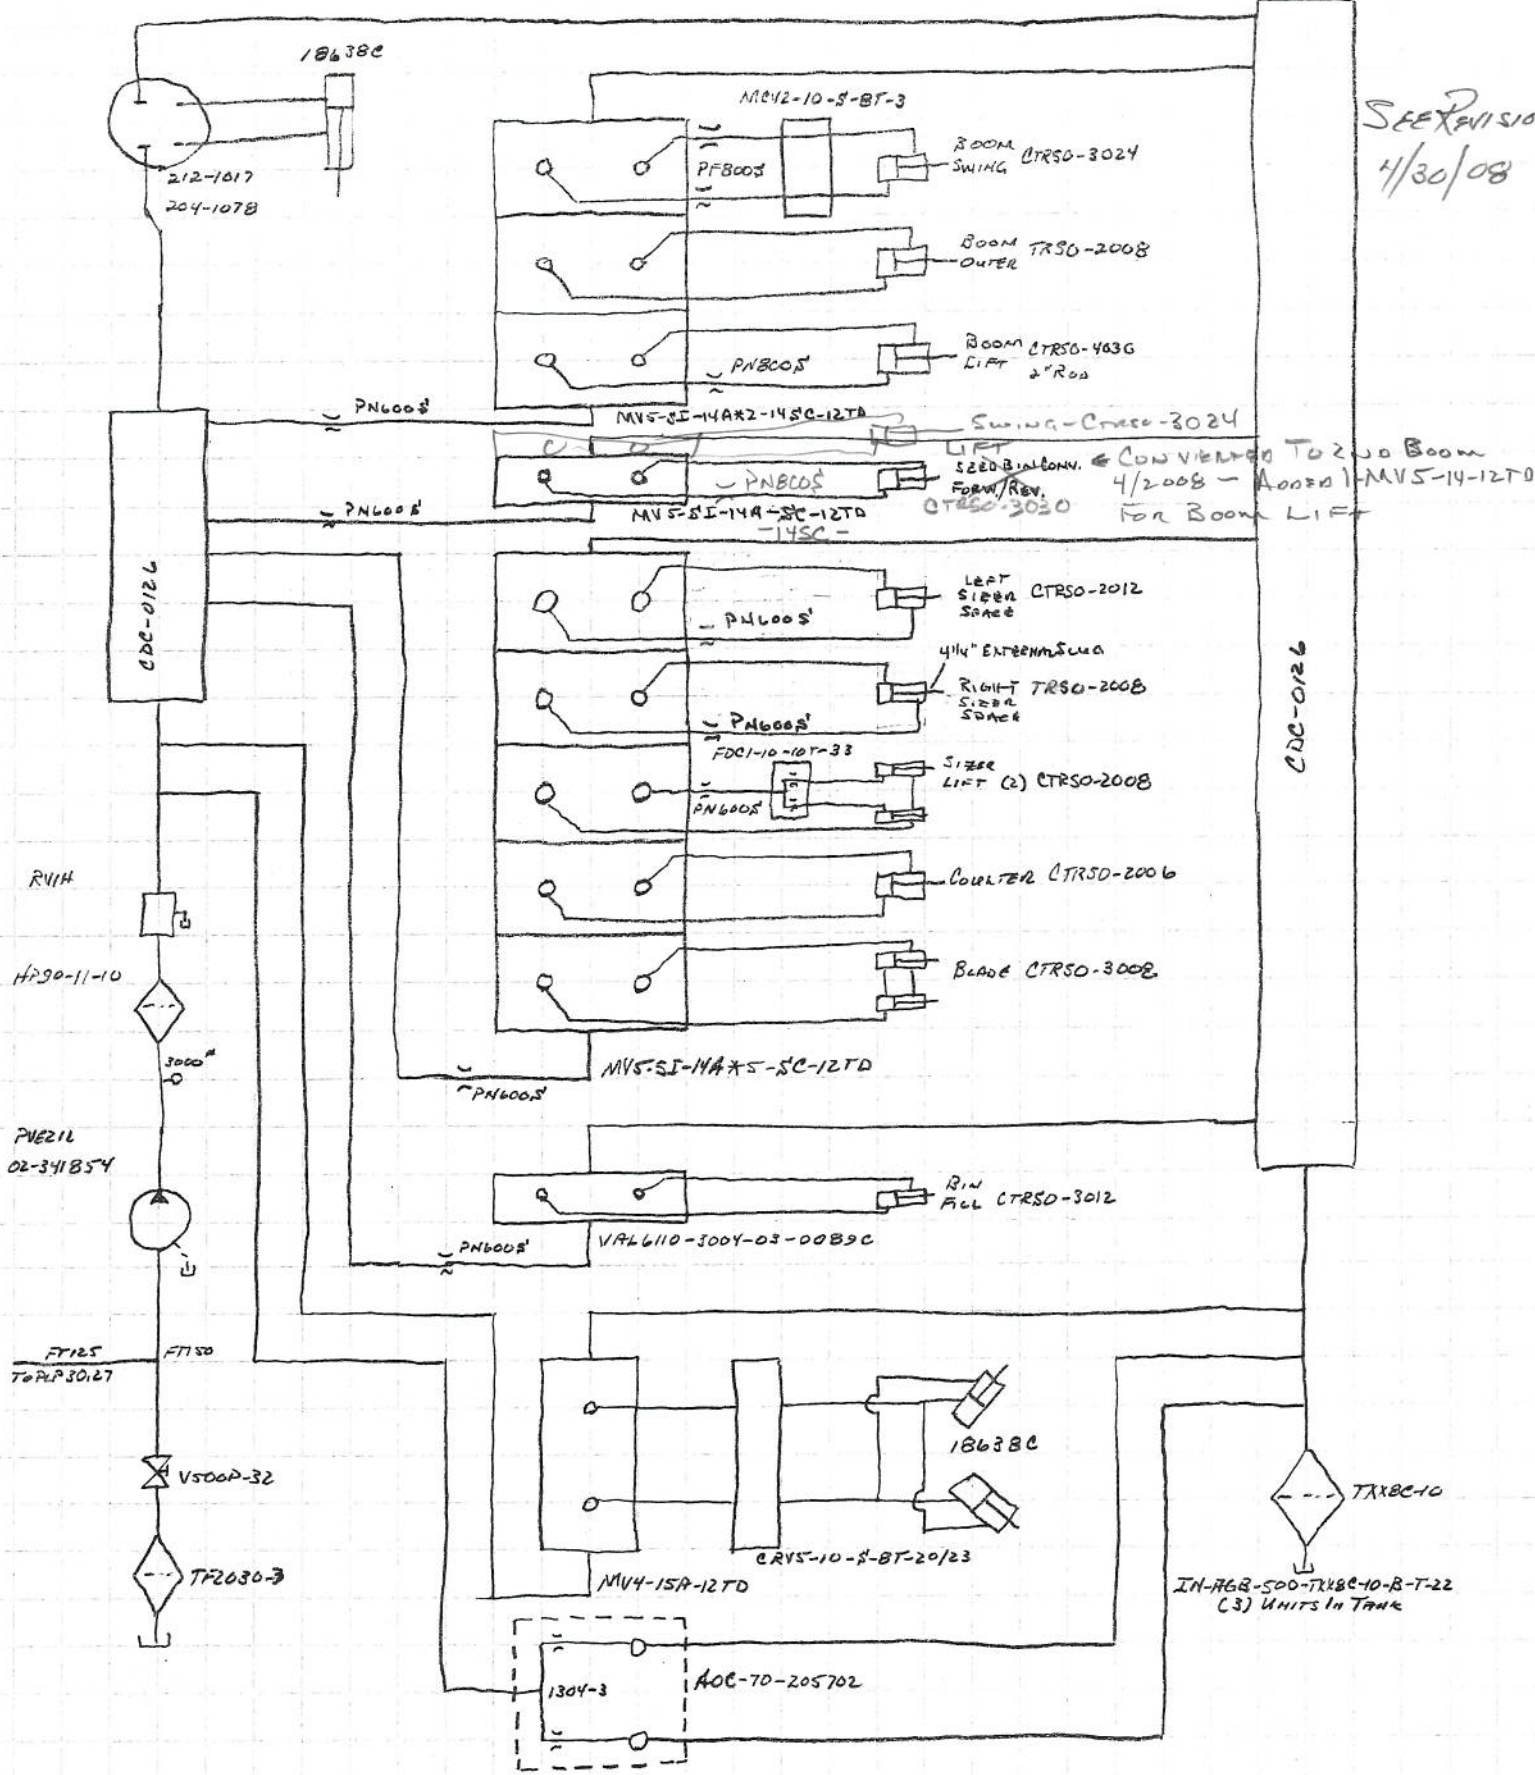 18638C
MCV2-10-S-8T-3
SEE REVISIO
4/30/08
212-1017
204-1078
PF800S
BOOM
SWING CTRSO-3024
BOOM
OUTER TRSO-2008
BOOM
LIFT CTRSO-4030
2" ROD
PN800S
PN600S
MV5-SI-14A*2-14SC-12TD
SWING-CTRSO-3024
LIFT
SEED BIN CONV.
FORW/REV.
CTRSO-3030
CONVERTED TO 2ND BOOM
4/2008 - ADDED 1-MV5-14-12TD
FOR BOOM LIFT
PN800S
PN600S
MV5-SI-14A-SC-12TD
-14SC-
CDC-0126
LEFT
SIZER
SPACE
CTRSO-2012
PN600S
4 1/4" EXTERNAL SLUG
RIGHT
SIZER
SPACE
TRSO-2008
PN600S
CDC-0126
FDC1-10-10T-33
SIZER
LIFT (2) CTRSO-2008
PN600S
RV1H
COULTER CTRSO-2006
HP90-11-10
BLADE CTRSO-3008
3000#
MV5-SI-14A*5-SC-12TD
PN600S
PVE21L
02-341854
BIN
FILL CTRSO-3012
PN600S
VAL6110-3004-03-0089C
FT125
FT150
TO PLP30,27
18638C
V500P-32
TXX8C-10
CRV5-10-S-8T-20/23
TF2030-3
MV4-15A-12TD
IN-AGB-500-TXX8C-10-B-T-22
(3) UNITS IN TANK
1304-3
AOC-70-205702